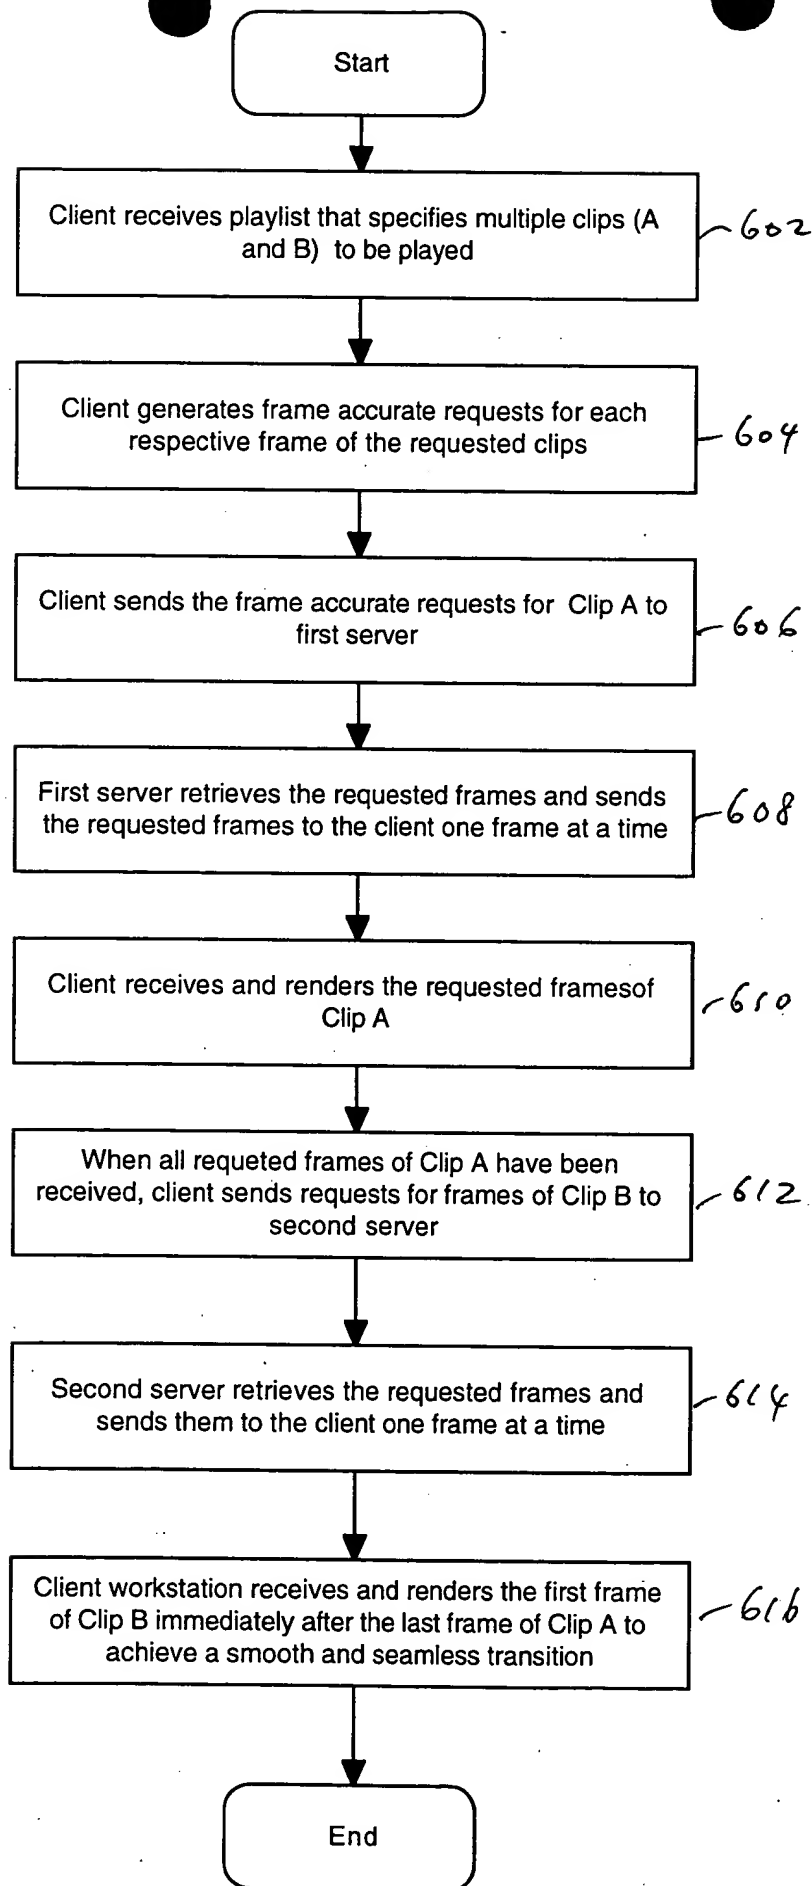 Start
Client receives playlist that specifies multiple clips (A
and B) to be played
602
Client generates frame accurate requests for each
respective frame of the requested clips
604
Client sends the frame accurate requests for Clip A to
first server
606
First server retrieves the requested frames and sends
the requested frames to the client one frame at a time
608
Client receives and renders the requested framesof
Clip A
610
When all requeted frames of Clip A have been
received, client sends requests for frames of Clip B to
second server
612
Second server retrieves the requested frames and
sends them to the client one frame at a time
614
Client workstation receives and renders the first frame
of Clip B immediately after the last frame of Clip A to
achieve a smooth and seamless transition
616
End